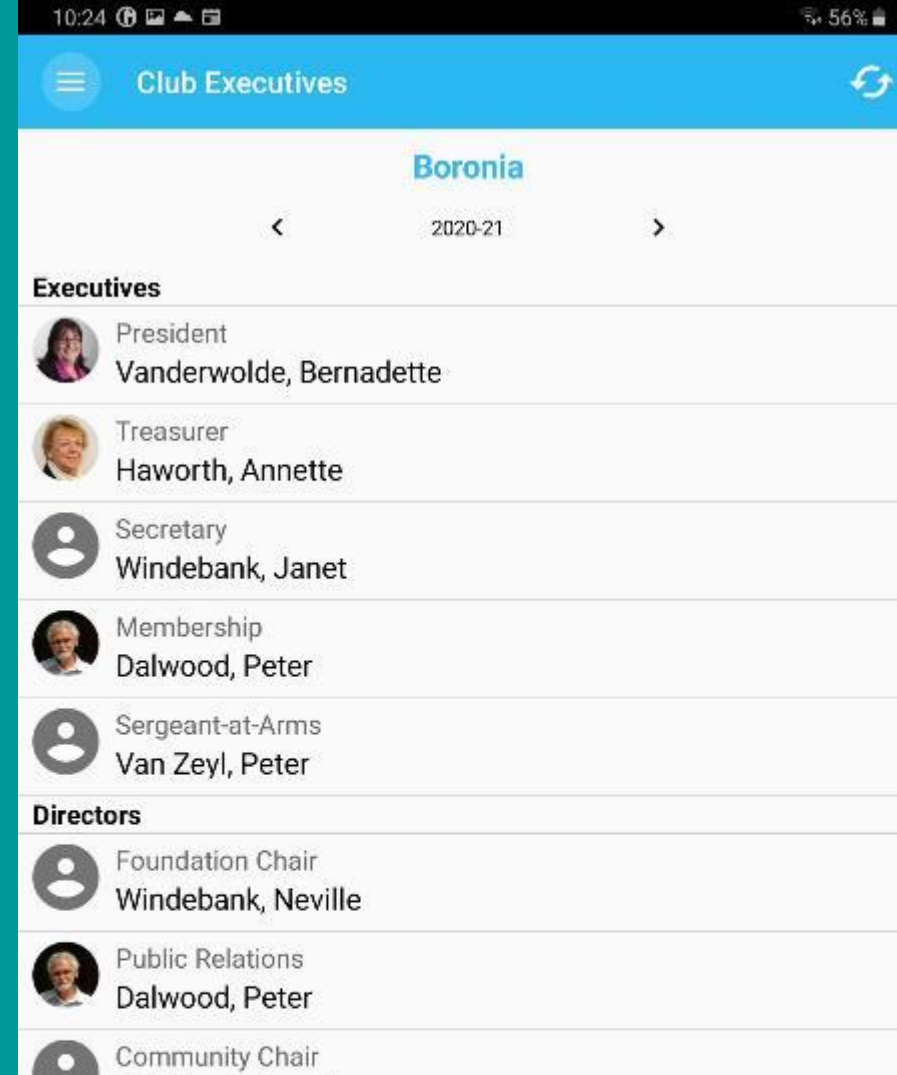 10:24 56%
Club Executives
Boronia
2020-21
Executives
President
Vanderwolde, Bernadette
Treasurer
Haworth, Annette
Secretary
Windebank, Janet
Membership
Dalwood, Peter
Sergeant-at-Arms
Van Zeyl, Peter
Directors
Foundation Chair
Windebank, Neville
Public Relations
Dalwood, Peter
Community Chair